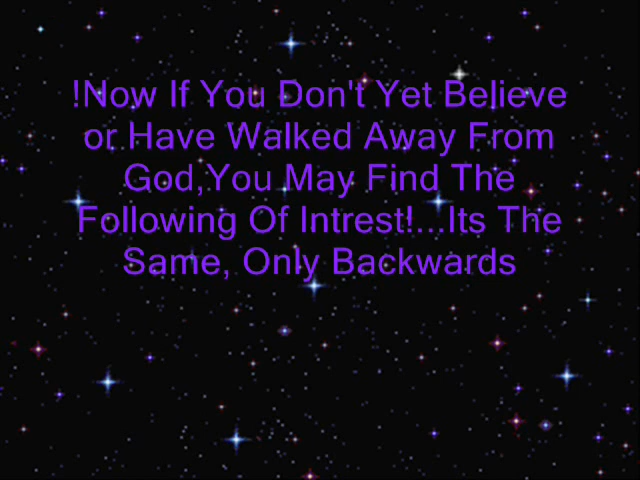 !Now If You Don't Yet Believe
or Have Walked Away From
God,You May Find The
Following Of Intrest!...Its The
Same, Only Backwards